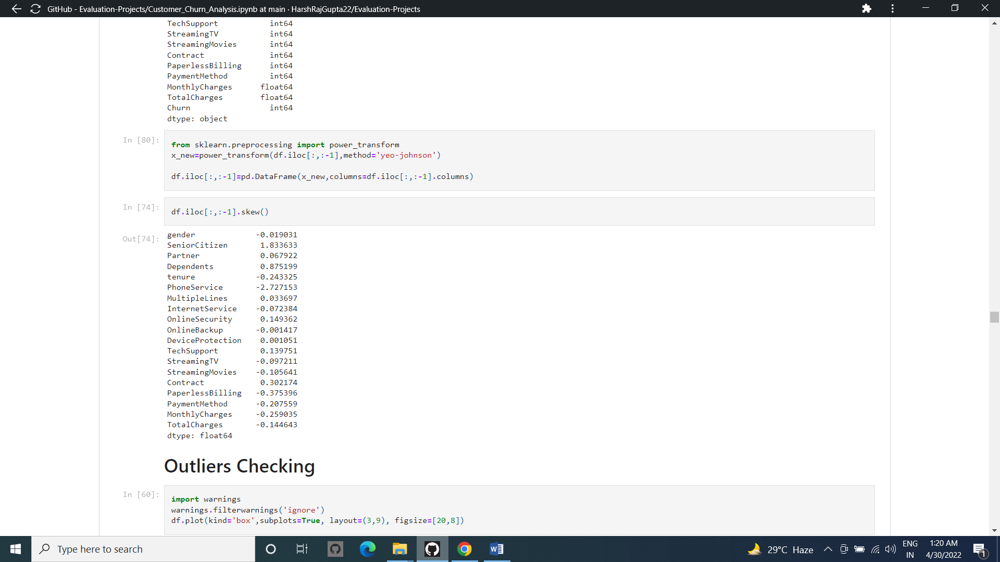 GitHub - Evaluation-Projects/Customer_Churn_Analysis.ipynb at main · HarshRajGupta22/Evaluation-Projects
TechSupport int64
StreamingTV int64
StreamingMovies int64
Contract int64
PaperlessBilling int64
PaymentMethod int64
MonthlyCharges float64
TotalCharges float64
Churn int64
dtype: object
In [80]:
from sklearn.preprocessing import power_transform
x_new=power_transform(df.iloc[:,:-1],method='yeo-johnson')
df.iloc[:,:-1]=pd.DataFrame(x_new,columns=df.iloc[:,:-1].columns)
In [74]:
df.iloc[:,:-1].skew()
Out[74]:
gender -0.019031
SeniorCitizen 1.833633
Partner 0.067922
Dependents 0.875199
tenure -0.243325
PhoneService -2.727153
MultipleLines 0.033697
InternetService -0.072384
OnlineSecurity 0.149362
OnlineBackup -0.001417
DeviceProtection 0.001051
TechSupport 0.139751
StreamingTV -0.097211
StreamingMovies -0.105641
Contract 0.302174
PaperlessBilling -0.375396
PaymentMethod -0.207559
MonthlyCharges -0.259035
TotalCharges -0.144643
dtype: float64
Outliers Checking
In [60]:
import warnings
warnings.filterwarnings('ignore')
df.plot(kind='box',subplots=True, layout=(3,9), figsize=[20,8])
Type here to search
29°C Haze
ENG
IN
1:20 AM
4/30/2022
1